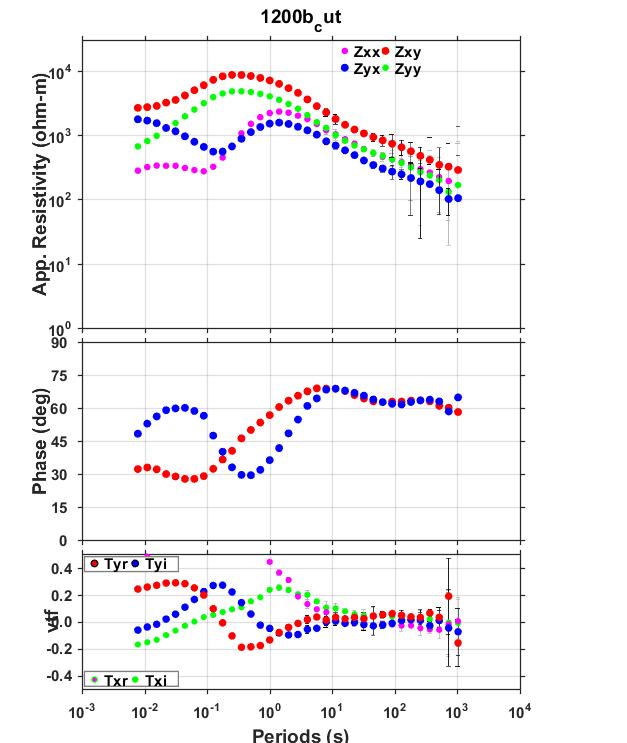 1200b_cut
Zxx Zxy
Zyx Zyy
App. Resistivity (ohm-m)
10^4
10^3
10^2
10^1
10^0
Phase (deg)
90
75
60
45
30
15
0
Tyr Tyi
vtf
0.4
0.2
0.0
-0.2
-0.4
Txr Txi
10^-3 10^-2 10^-1 10^0 10^1 10^2 10^3 10^4
Periods (s)